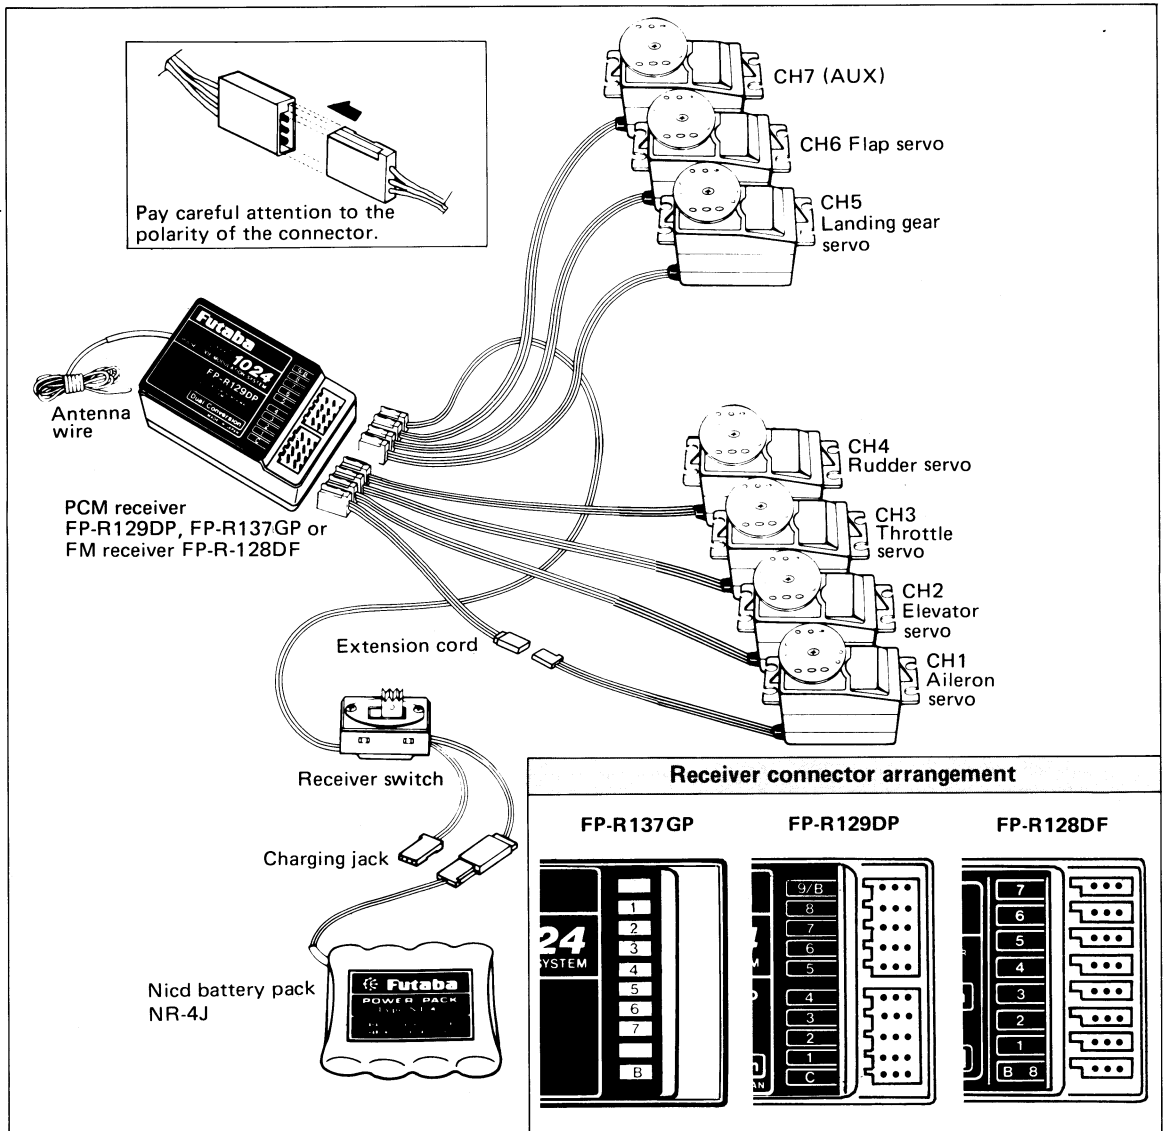 CH7 (AUX)
CH6 Flap servo
CH5
Landing gear
servo
Pay careful attention to the
polarity of the connector.
Futaba
1024
FP-R129DP
Dual Conversion
Antenna
wire
PCM receiver
FP-R129DP, FP-R137GP or
FM receiver FP-R-128DF
CH4
Rudder servo
CH3
Throttle
servo
CH2
Elevator
servo
CH1
Aileron
servo
Extension cord
Receiver switch
Charging jack
Nicd battery pack
NR-4J
Futaba
POWER PACK
Receiver connector arrangement
FP-R137GP
24
SYSTEM
1
2
3
4
5
6
7
B
FP-R129DP
9/B
8
7
6
5
4
3
2
1
C
FP-R128DF
7
6
5
4
3
2
1
B 8